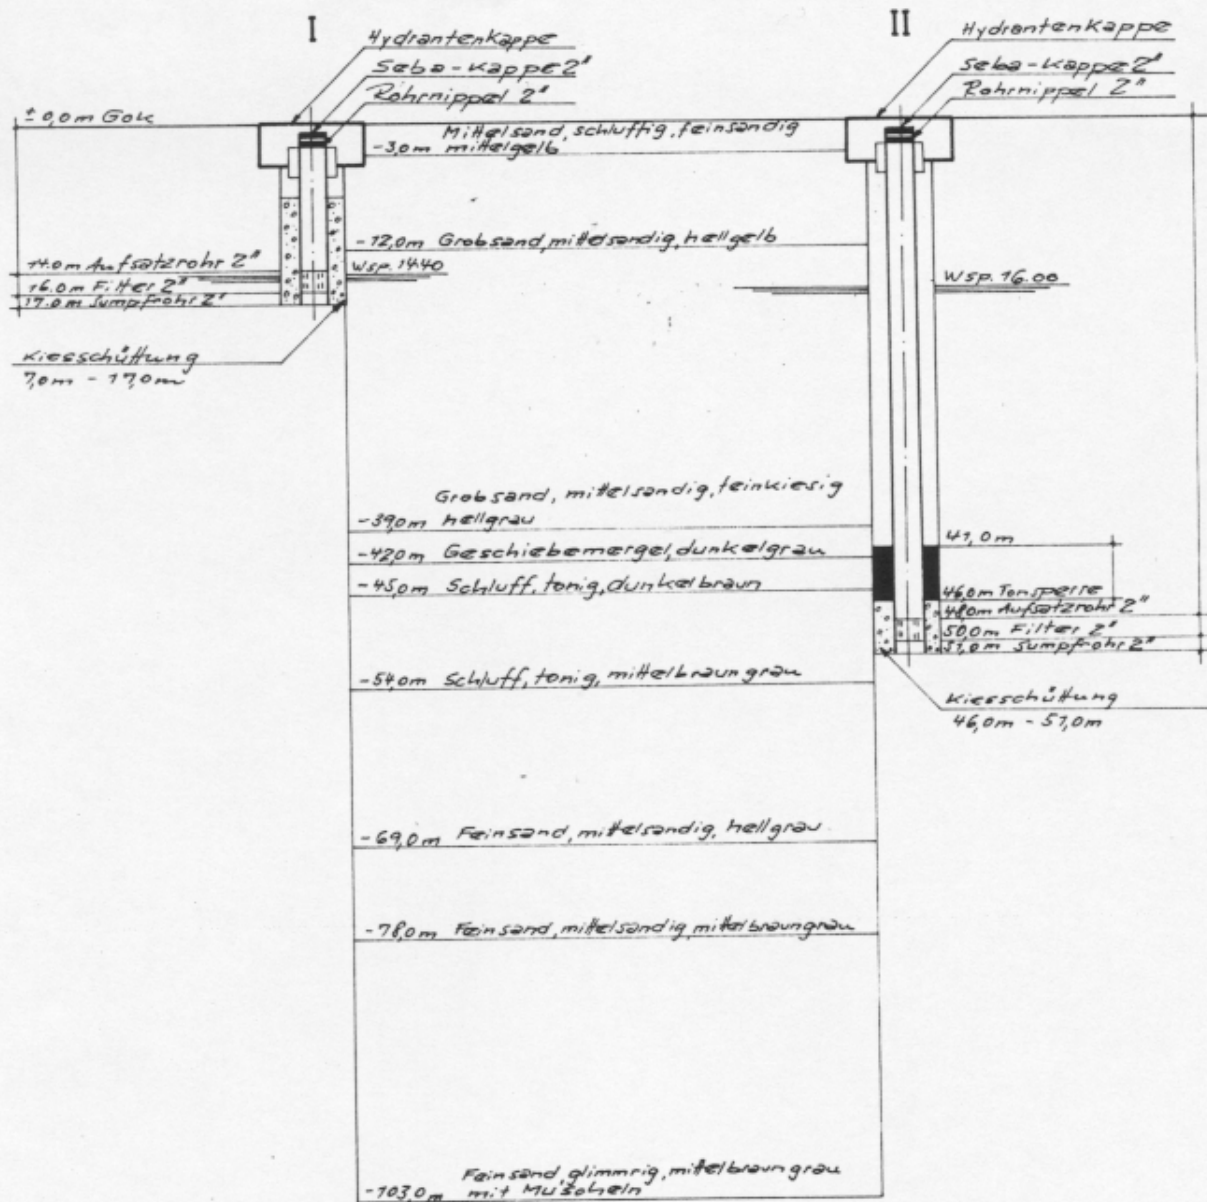 I
Hydrantenkappe
Seba-Kappe 2"
Rohrnippel 2"
± 0,0m Gok
II
Hydrantenkappe
Seba-Kappe 2"
Rohrnippel 2"
Mittelsand, schluffig, feinsandig
-3,0m mittelgelb
-12,0m Grobsand, mittelsandig, hellgelb
14.0m Aufsatzrohr 2"
16.0m Filter 2"
17.0m Sumpfrohr 2"
Wsp. 14.40
Wsp. 16.00
Kiesschüttung
7,0m - 17,0m
Grobsand, mittelsandig, feinkiesig
-39,0m hellgrau
-42,0m Geschiebemergel, dunkelgrau
-45,0m Schluff, tonig, dunkelbraun
41,0m
46,0m Tonsperre
48,0m Aufsatzrohr 2"
50,0m Filter 2"
51,0m Sumpfrohr 2"
-54,0m Schluff, tonig, mittelbraungrau
Kiesschüttung
46,0m - 51,0m
-69,0m Feinsand, mittelsandig, hellgrau
-78,0m Feinsand, mittelsandig, mittelbraungrau
Feinsand, glimmrig, mittelbraungrau
-103,0m mit Muscheln